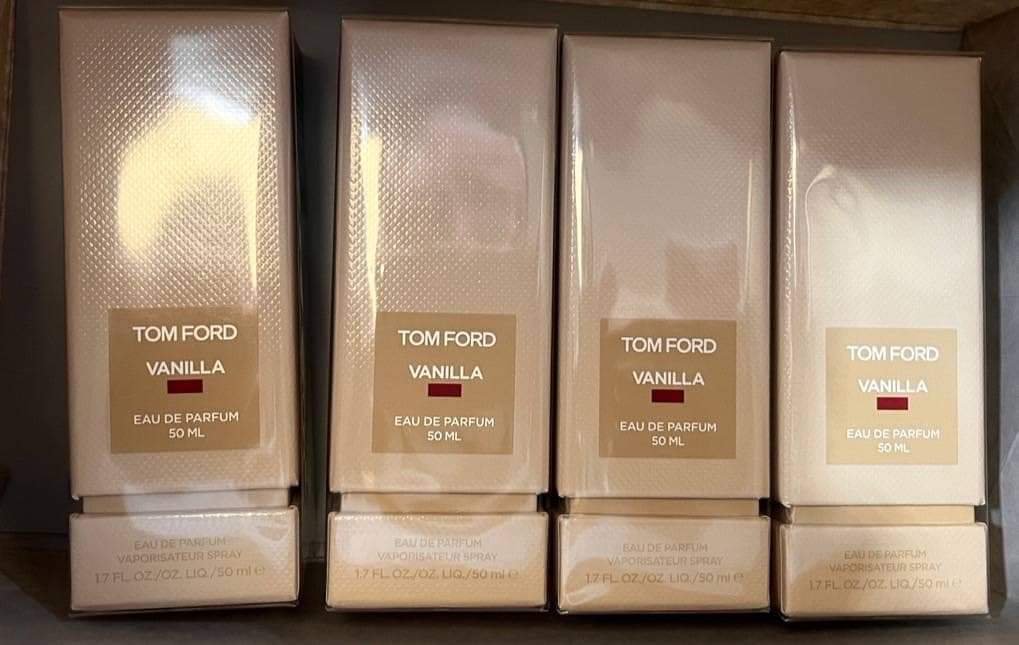 TOM FORD
VANILLA
EAU DE PARFUM
50 ML
EAU DE PARFUM
VAPORISATEUR SPRAY
1.7 FL. OZ./OZ. LIQ./50 ml ℮
TOM FORD
VANILLA
EAU DE PARFUM
50 ML
EAU DE PARFUM
VAPORISATEUR SPRAY
1.7 FL. OZ./OZ. LIQ./50 ml ℮
TOM FORD
VANILLA
EAU DE PARFUM
50 ML
EAU DE PARFUM
VAPORISATEUR SPRAY
1.7 FL. OZ./OZ. LIQ./50 ml ℮
TOM FORD
VANILLA
EAU DE PARFUM
50 ML
EAU DE PARFUM
VAPORISATEUR SPRAY
1.7 FL. OZ./OZ. LIQ./50 ml ℮